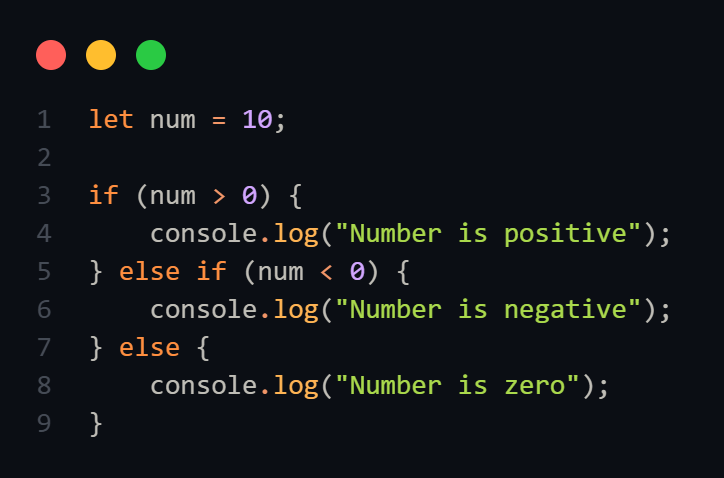 1 let num = 10;
2
3 if (num > 0) {
4     console.log("Number is positive");
5 } else if (num < 0) {
6     console.log("Number is negative");
7 } else {
8     console.log("Number is zero");
9 }